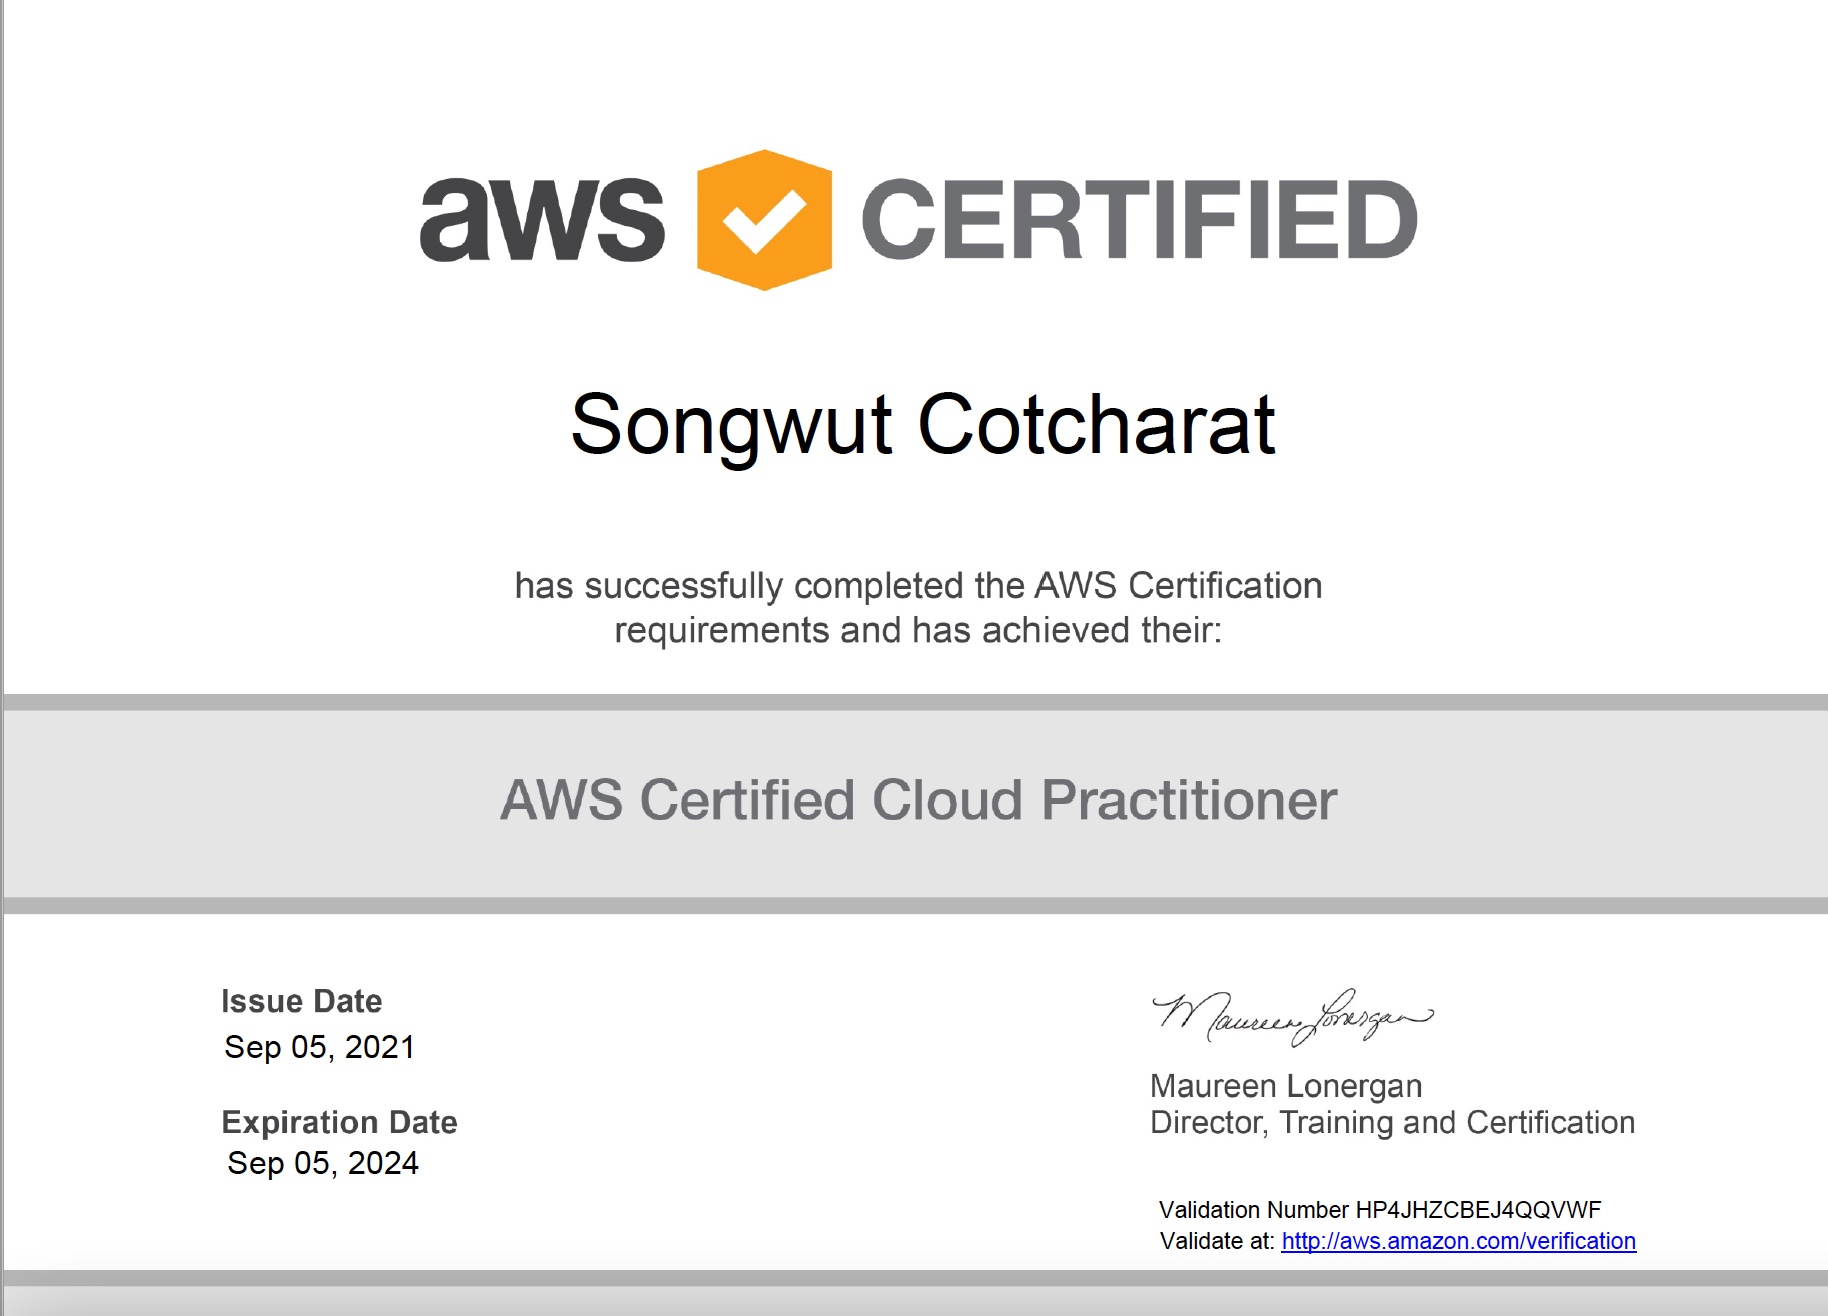 aws CERTIFIED
Songwut Cotcharat
has successfully completed the AWS Certification
requirements and has achieved their:
AWS Certified Cloud Practitioner
Issue Date
Sep 05, 2021
Expiration Date
Sep 05, 2024
Maureen Lonergan
Maureen Lonergan
Director, Training and Certification
Validation Number HP4JHZCBEJ4QQVWF
Validate at: http://aws.amazon.com/verification